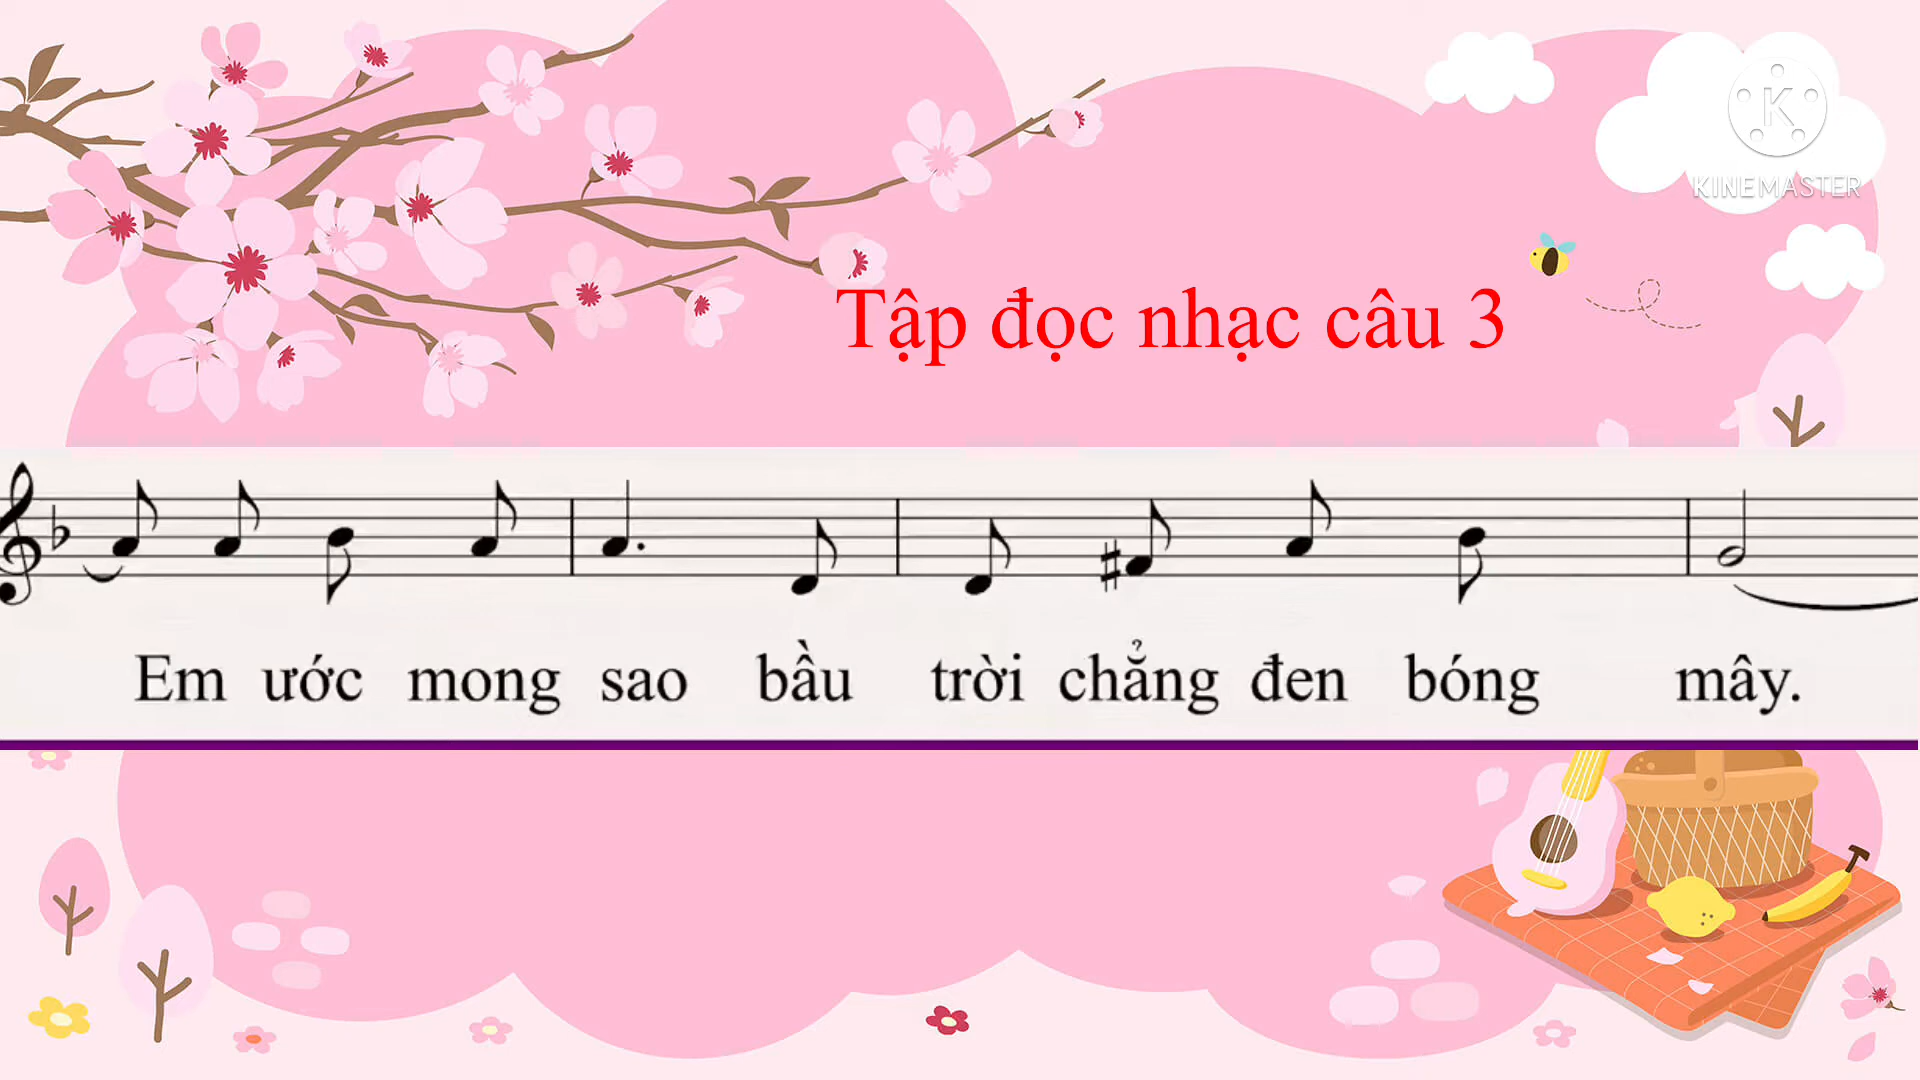 K
KINEMASTER
Tập đọc nhạc câu 3
Em ước mong sao bầu trời chẳng đen bóng mây.